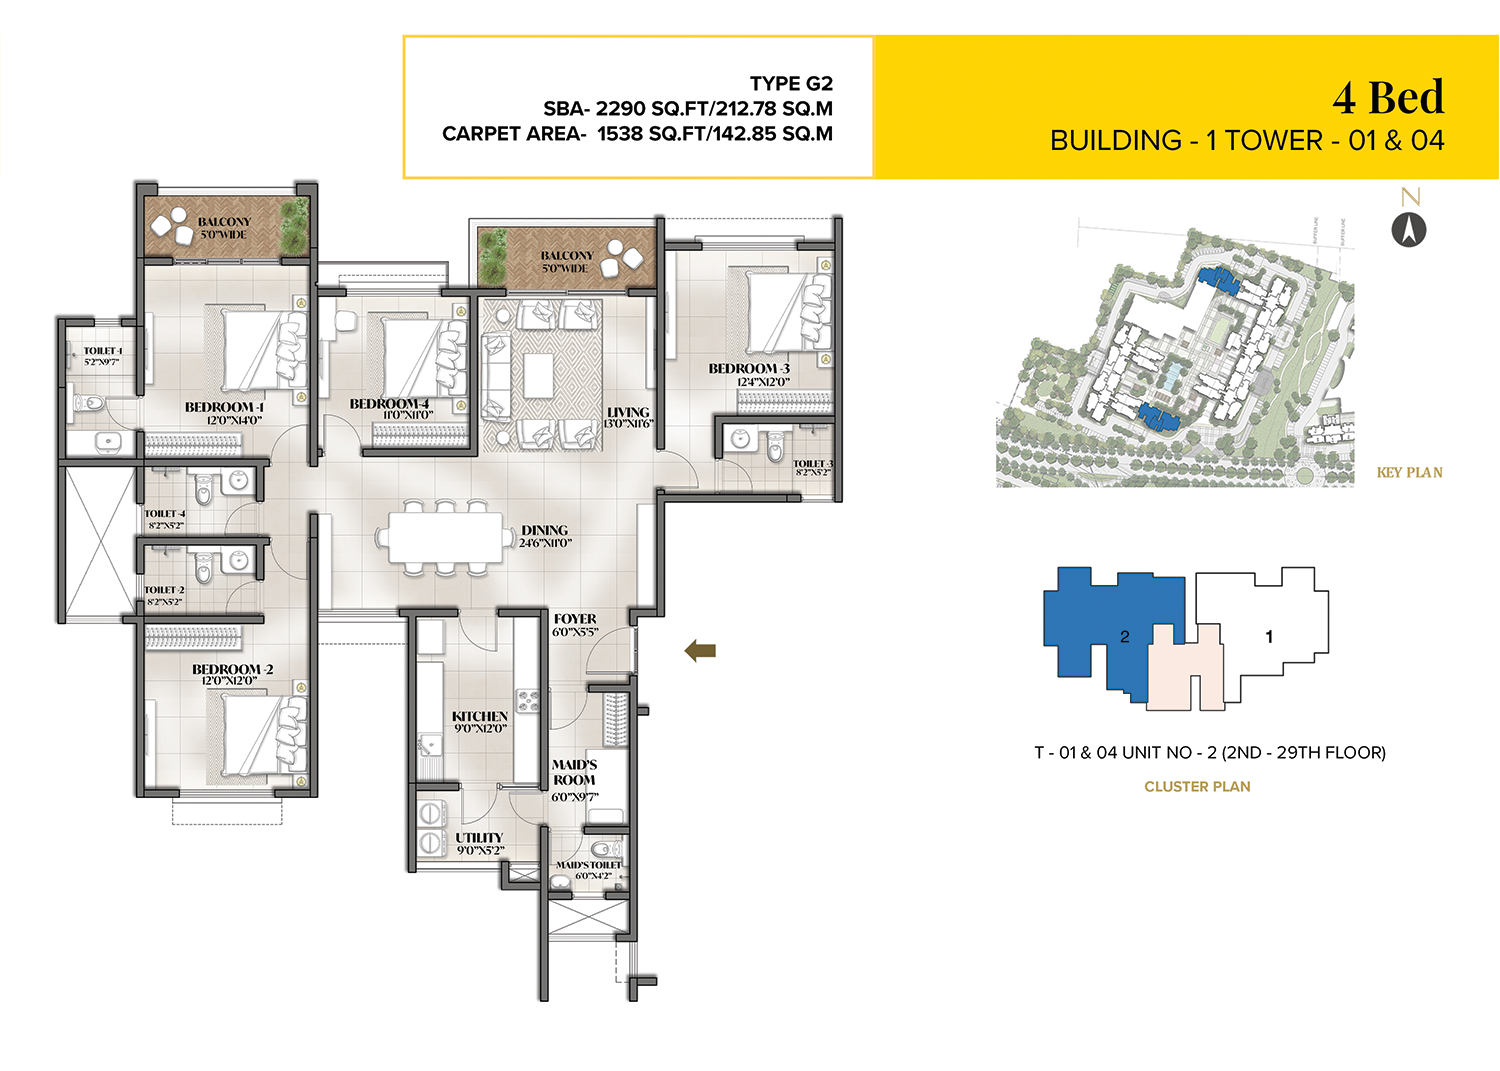 TYPE G2
SBA- 2290 SQ.FT/212.78 SQ.M
CARPET AREA- 1538 SQ.FT/142.85 SQ.M
4 Bed
BUILDING - 1 TOWER - 01 & 04
BALCONY
5'0"WIDE
BALCONY
5'0"WIDE
TOILET-1
5'2"X9'7"
BEDROOM -1
12'0"X14'0"
BEDROOM-4
11'0"X11'0"
LIVING
13'0"X11'6"
BEDROOM -3
12'4"X12'0"
TOILET-3
8'2"X5'2"
TOILET-4
8'2"X5'2"
DINING
24'6"X11'0"
TOILET-2
8'2"X5'2"
FOYER
6'0"X5'5"
BEDROOM -2
12'0"X12'0"
KITCHEN
9'0"X12'0"
MAID'S
ROOM
6'0"X9'7"
UTILITY
9'0"X5'2"
MAID'S TOILET
6'0"X4'2"
N
BUFFER LINE
BUFFER LINE
KEY PLAN
2
1
T - 01 & 04 UNIT NO - 2 (2ND - 29TH FLOOR)
CLUSTER PLAN